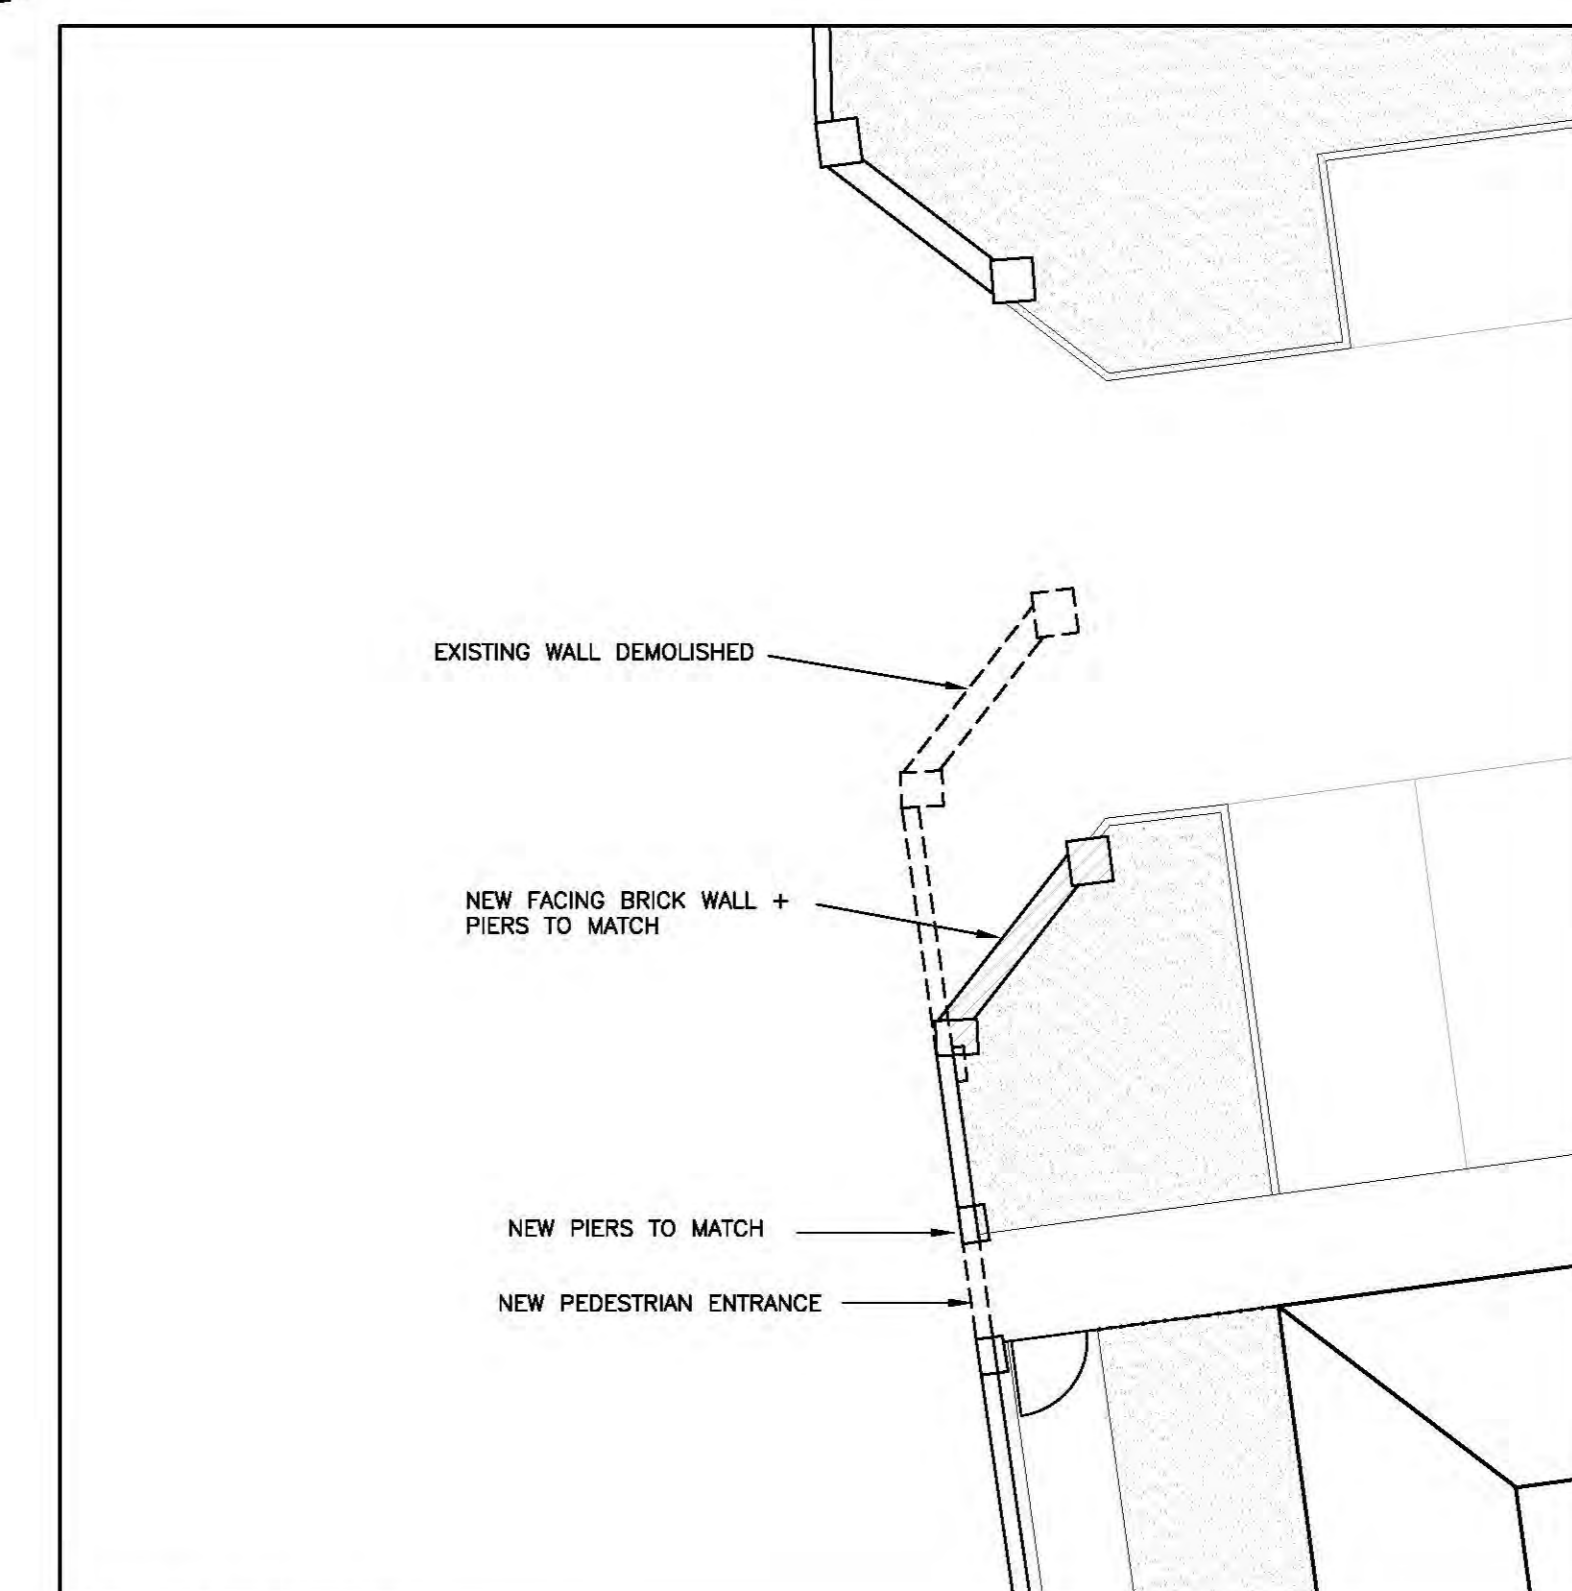 EXISTING WALL DEMOLISHED
NEW FACING BRICK WALL +
PIERS TO MATCH
NEW PIERS TO MATCH
NEW PEDESTRIAN ENTRANCE